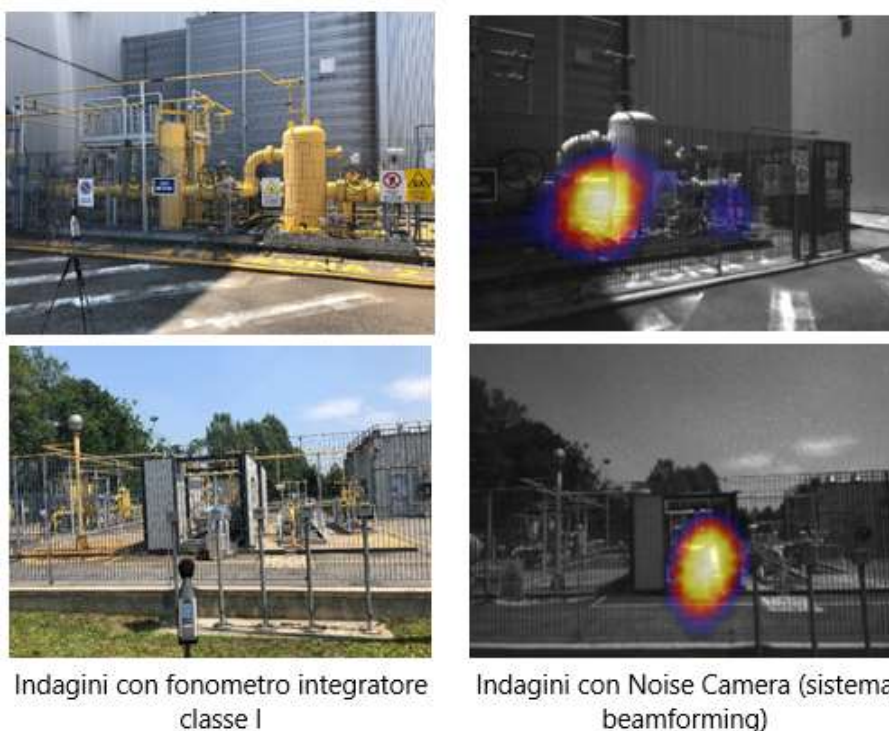 Indagini con fonometro integratore
classe I
Indagini con Noise Camera (sistema
beamforming)